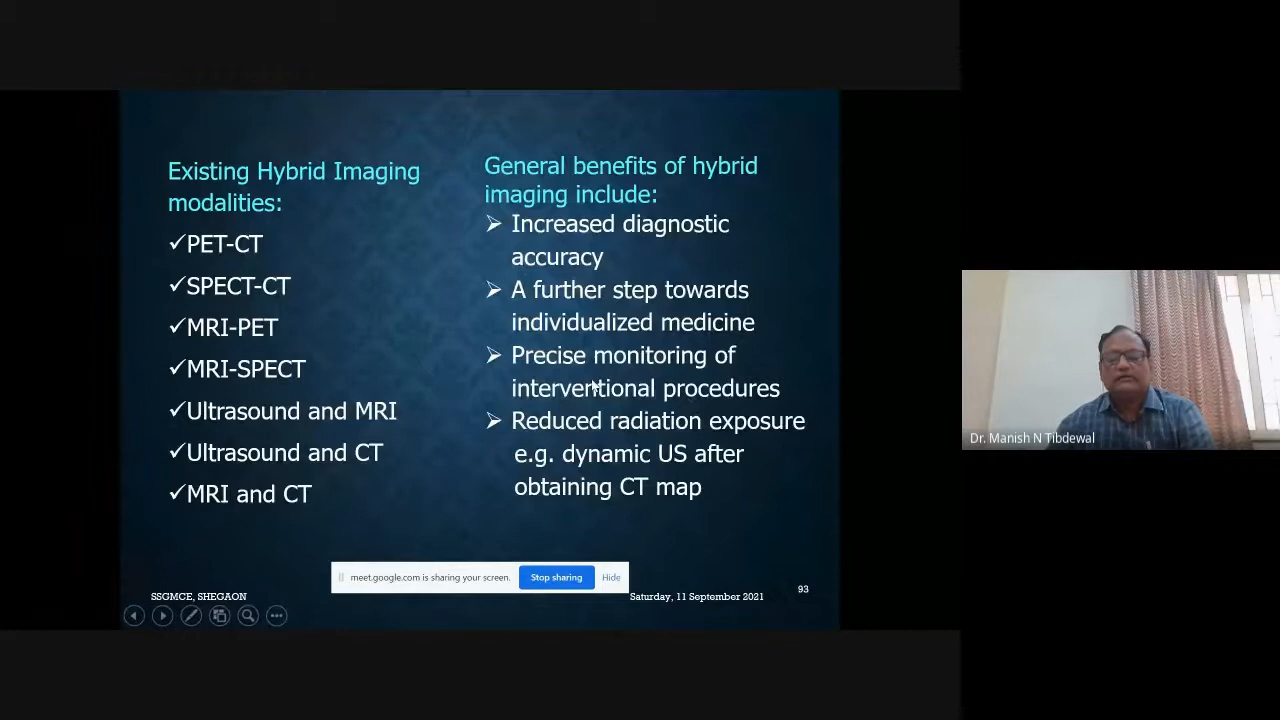 Existing Hybrid Imaging
modalities:
✓PET-CT
✓SPECT-CT
✓MRI-PET
✓MRI-SPECT
✓Ultrasound and MRI
✓Ultrasound and CT
✓MRI and CT
General benefits of hybrid
imaging include:
➢ Increased diagnostic
accuracy
➢ A further step towards
individualized medicine
➢ Precise monitoring of
interventional procedures
➢ Reduced radiation exposure
e.g. dynamic US after
obtaining CT map
meet.google.com is sharing your screen.
Stop sharing
Hide
SSGMCE, SHEGAON
Saturday, 11 September 2021
93
Dr. Manish N Tibdewal